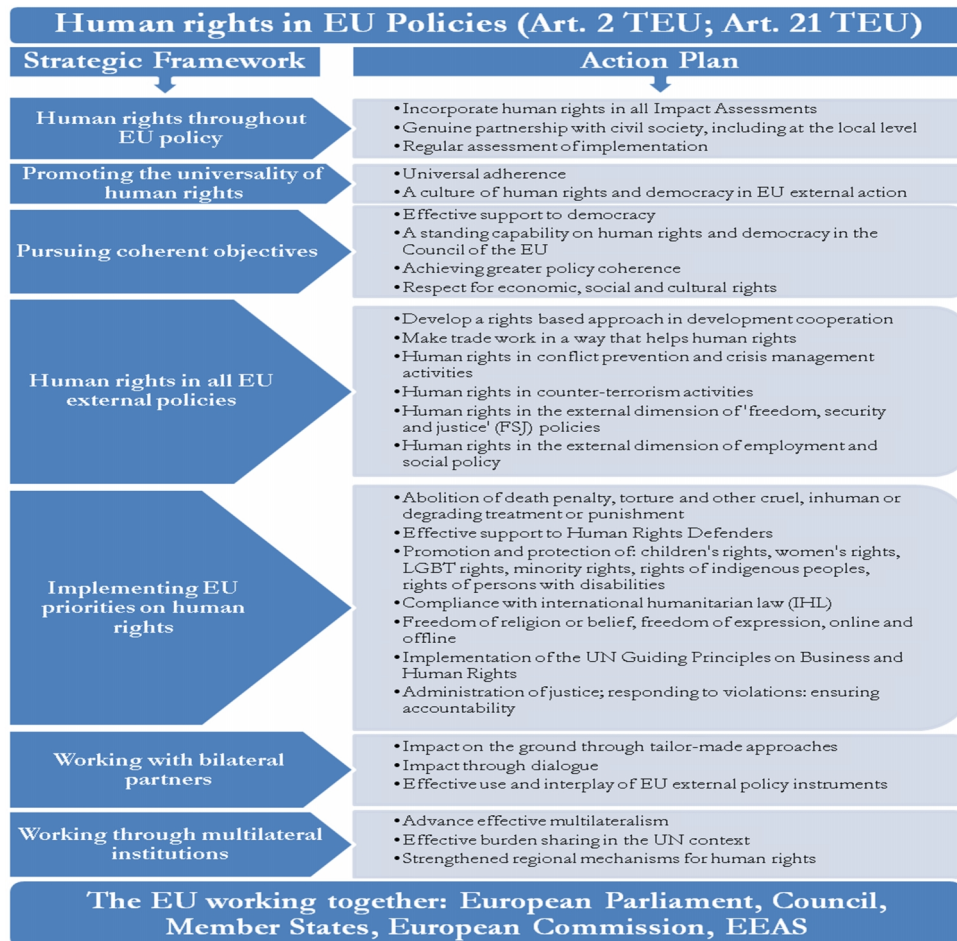 Human rights in EU Policies (Art. 2 TEU; Art. 21 TEU)
Strategic Framework
Action Plan
Human rights throughout
EU policy
•Incorporate human rights in all Impact Assessments
•Genuine partnership with civil society, including at the local level
•Regular assessment of implementation
Promoting the universality of
human rights
•Universal adherence
•A culture of human rights and democracy in EU external action
Pursuing coherent objectives
•Effective support to democracy
•A standing capability on human rights and democracy in the
Council of the EU
•Achieving greater policy coherence
•Respect for economic, social and cultural rights
Human rights in all EU
external policies
•Develop a rights based approach in development cooperation
•Make trade work in a way that helps human rights
•Human rights in conflict prevention and crisis management
activities
•Human rights in counter-terrorism activities
•Human rights in the external dimension of 'freedom, security
and justice' (FSJ) policies
•Human rights in the external dimension of employment and
social policy
Implementing EU
priorities on human
rights
•Abolition of death penalty, torture and other cruel, inhuman or
degrading treatment or punishment
•Effective support to Human Rights Defenders
•Promotion and protection of: children's rights, women's rights,
LGBT rights, minority rights, rights of indigenous peoples,
rights of persons with disabilities
•Compliance with international humanitarian law (IHL)
•Freedom of religion or belief, freedom of expression, online and
offline
•Implementation of the UN Guiding Principles on Business and
Human Rights
•Administration of justice; responding to violations: ensuring
accountability
Working with bilateral
partners
•Impact on the ground through tailor-made approaches
•Impact through dialogue
•Effective use and interplay of EU external policy instruments
Working through multilateral
institutions
•Advance effective multilateralism
•Effective burden sharing in the UN context
•Strengthened regional mechanisms for human rights
The EU working together: European Parliament, Council,
Member States, European Commission, EEAS